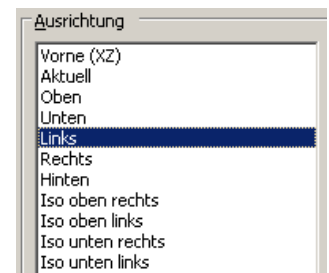 Ausrichtung
Vorne (XZ)
Aktuell
Oben
Unten
Links
Rechts
Hinten
Iso oben rechts
Iso oben links
Iso unten rechts
Iso unten links